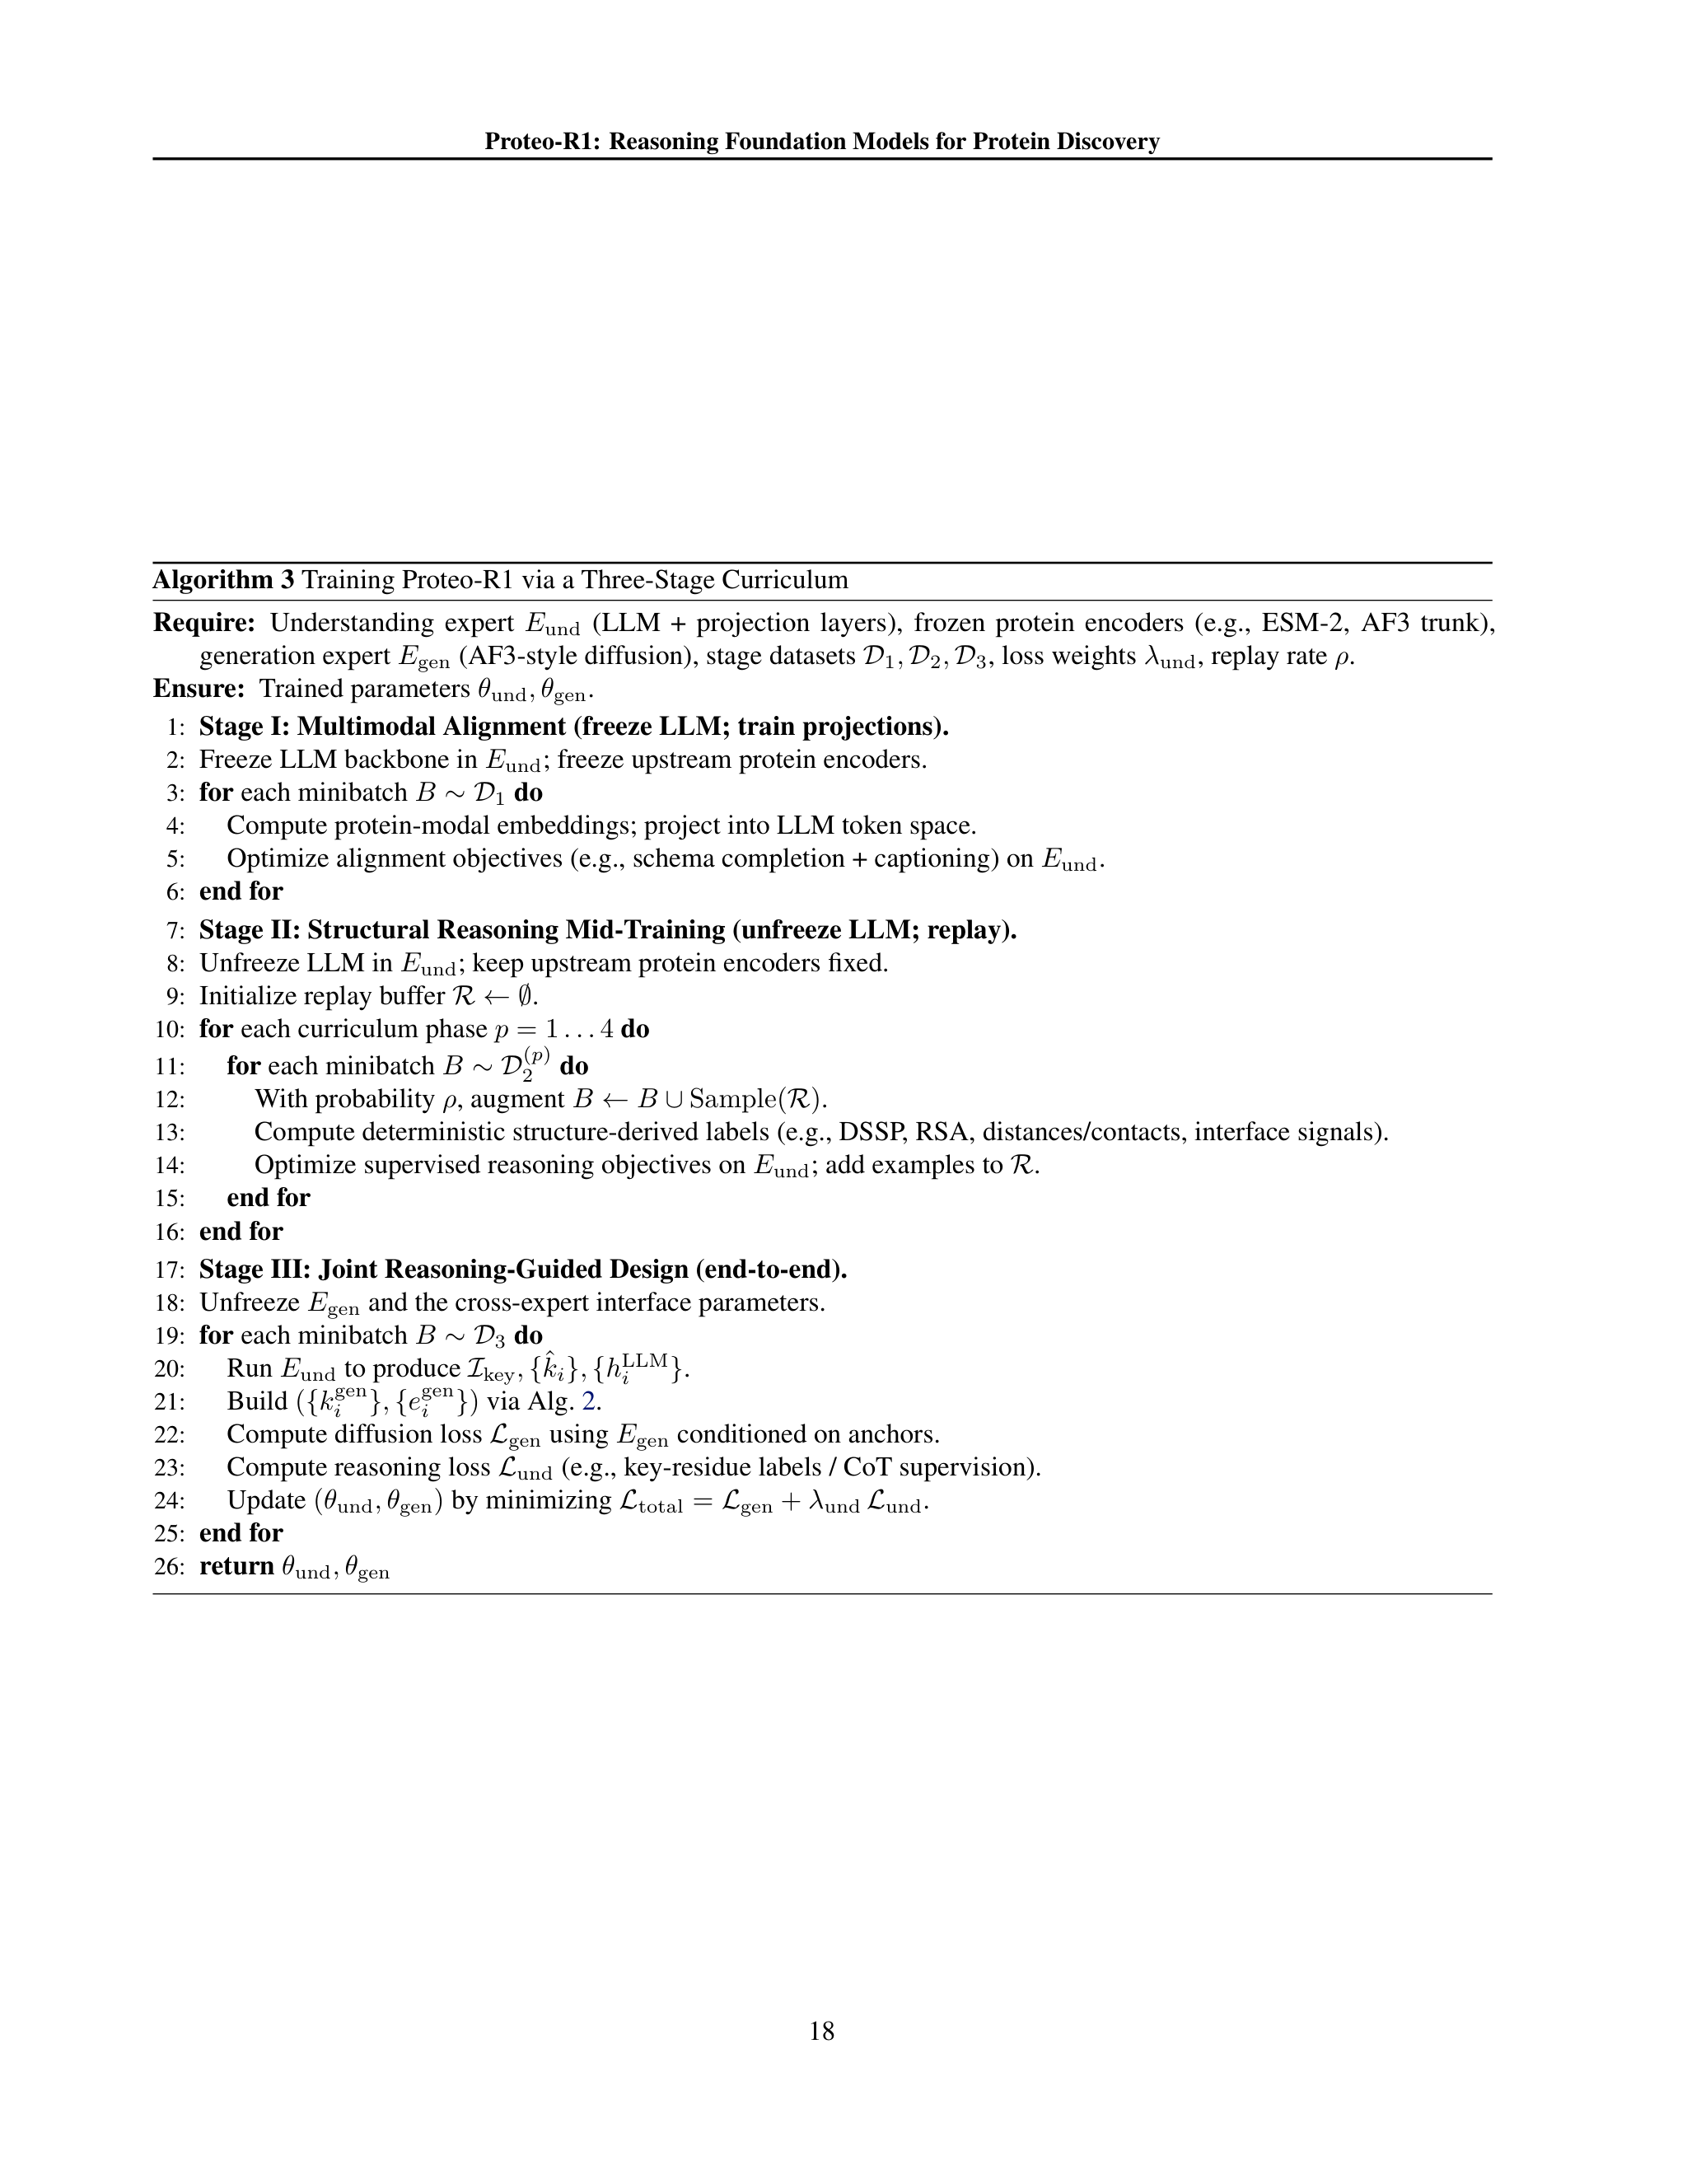 Proteo-R1: Reasoning Foundation Models for Protein Discovery
Algorithm 3 Training Proteo-R1 via a Three-Stage Curriculum
Require: Understanding expert E_und (LLM + projection layers), frozen protein encoders (e.g., ESM-2, AF3 trunk),
generation expert E_gen (AF3-style diffusion), stage datasets 𝒟_1, 𝒟_2, 𝒟_3, loss weights λ_und, replay rate ρ.
Ensure: Trained parameters θ_und, θ_gen.
1: Stage I: Multimodal Alignment (freeze LLM; train projections).
2: Freeze LLM backbone in E_und; freeze upstream protein encoders.
3: for each minibatch B ∼ 𝒟_1 do
4: Compute protein-modal embeddings; project into LLM token space.
5: Optimize alignment objectives (e.g., schema completion + captioning) on E_und.
6: end for
7: Stage II: Structural Reasoning Mid-Training (unfreeze LLM; replay).
8: Unfreeze LLM in E_und; keep upstream protein encoders fixed.
9: Initialize replay buffer ℛ ← ∅.
10: for each curriculum phase p = 1 … 4 do
11: for each minibatch B ∼ 𝒟_2^(p) do
12: With probability ρ, augment B ← B ∪ Sample(ℛ).
13: Compute deterministic structure-derived labels (e.g., DSSP, RSA, distances/contacts, interface signals).
14: Optimize supervised reasoning objectives on E_und; add examples to ℛ.
15: end for
16: end for
17: Stage III: Joint Reasoning-Guided Design (end-to-end).
18: Unfreeze E_gen and the cross-expert interface parameters.
19: for each minibatch B ∼ 𝒟_3 do
20: Run E_und to produce ℐ_key, {k̂_i}, {h_i^LLM}.
21: Build ({k_i^gen}, {e_i^gen}) via Alg. 2.
22: Compute diffusion loss ℒ_gen using E_gen conditioned on anchors.
23: Compute reasoning loss ℒ_und (e.g., key-residue labels / CoT supervision).
24: Update (θ_und, θ_gen) by minimizing ℒ_total = ℒ_gen + λ_und ℒ_und.
25: end for
26: return θ_und, θ_gen
18